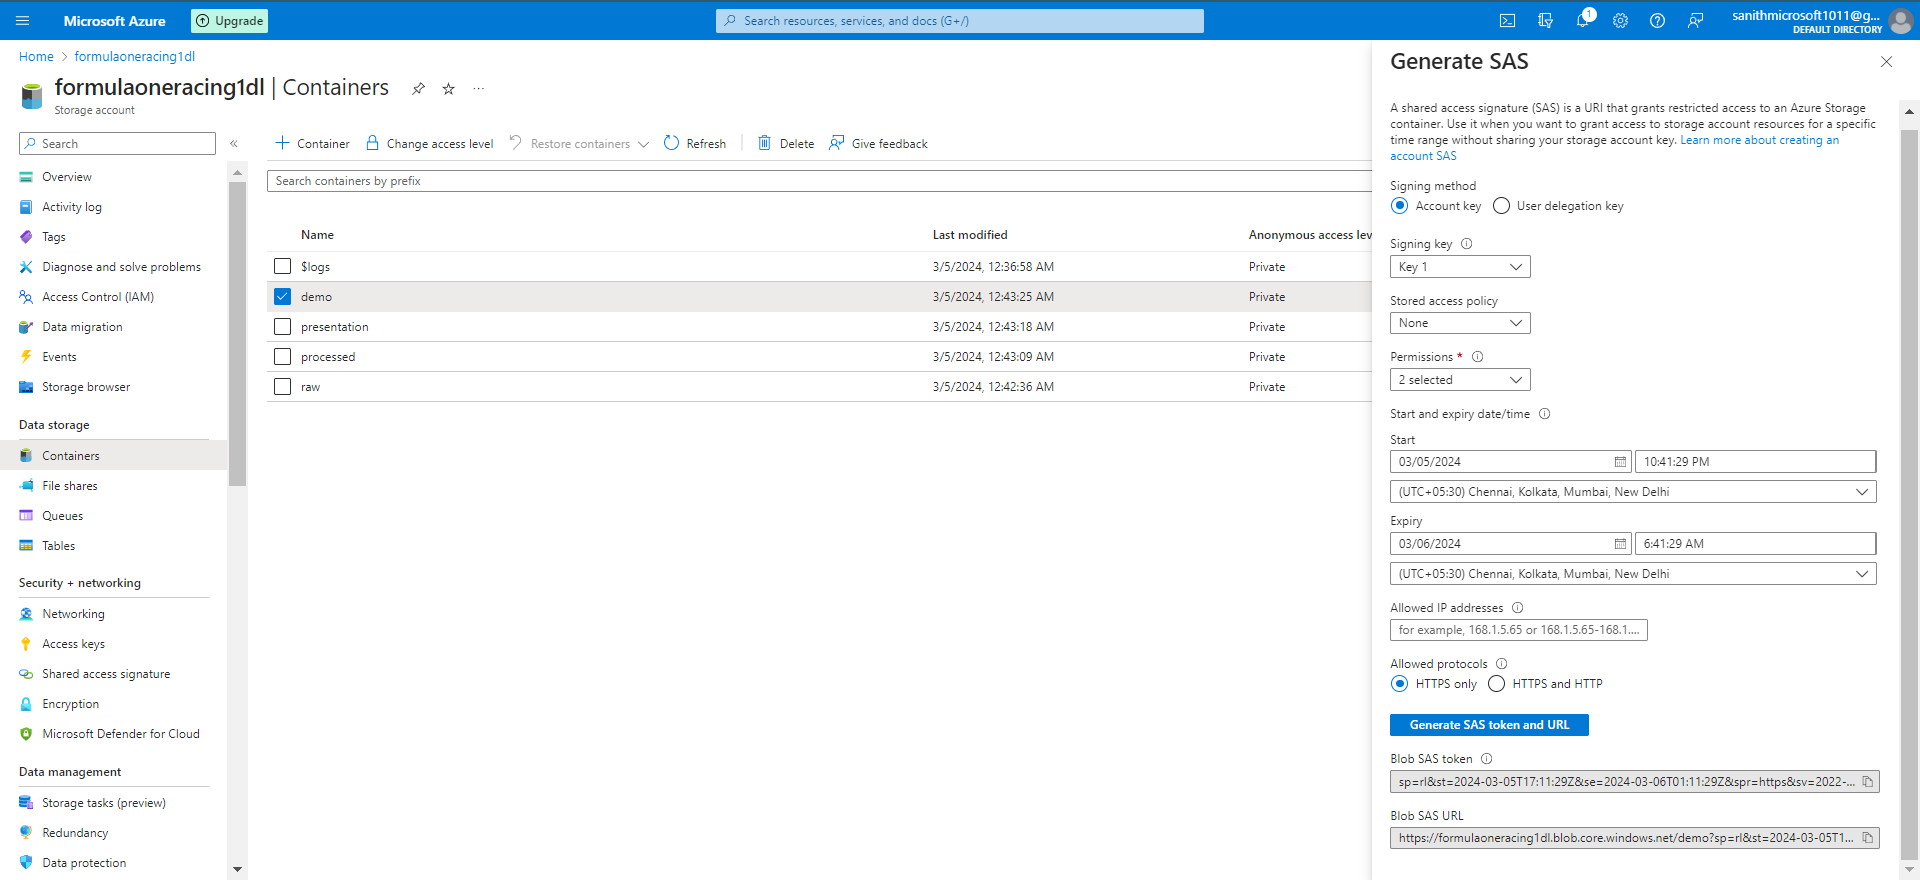 Microsoft Azure
Upgrade
Search resources, services, and docs (G+/)
1
sanithmicrosoft1011@g...
DEFAULT DIRECTORY
Home > formulaoneracing1dl
formulaoneracing1dl | Containers
Storage account
Search
«
Overview
Activity log
Tags
Diagnose and solve problems
Access Control (IAM)
Data migration
Events
Storage browser
Data storage
Containers
File shares
Queues
Tables
Security + networking
Networking
Access keys
Shared access signature
Encryption
Microsoft Defender for Cloud
Data management
Storage tasks (preview)
Redundancy
Data protection
Container
Change access level
Restore containers
Refresh
Delete
Give feedback
Search containers by prefix
Name Last modified Anonymous access lev
$logs 3/5/2024, 12:36:58 AM Private
demo 3/5/2024, 12:43:25 AM Private
presentation 3/5/2024, 12:43:18 AM Private
processed 3/5/2024, 12:43:09 AM Private
raw 3/5/2024, 12:42:36 AM Private
Generate SAS
A shared access signature (SAS) is a URI that grants restricted access to an Azure Storage
container. Use it when you want to grant access to storage account resources for a specific
time range without sharing your storage account key. Learn more about creating an
account SAS
Signing method
Account key User delegation key
Signing key
Key 1
Stored access policy
None
Permissions *
2 selected
Start and expiry date/time
Start
03/05/2024 10:41:29 PM
(UTC+05:30) Chennai, Kolkata, Mumbai, New Delhi
Expiry
03/06/2024 6:41:29 AM
(UTC+05:30) Chennai, Kolkata, Mumbai, New Delhi
Allowed IP addresses
for example, 168.1.5.65 or 168.1.5.65-168.1....
Allowed protocols
HTTPS only HTTPS and HTTP
Generate SAS token and URL
Blob SAS token
sp=rl&st=2024-03-05T17:11:29Z&se=2024-03-06T01:11:29Z&spr=https&sv=2022-...
Blob SAS URL
https://formulaoneracing1dl.blob.core.windows.net/demo?sp=rl&st=2024-03-05T1...